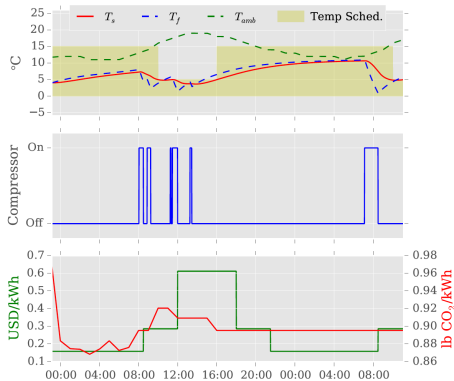 T_s T_f T_amb Temp Sched.
25
20
15
10
5
0
−5
°C
On
Off
Compressor
0.7
0.6
0.5
0.4
0.3
0.2
0.1
USD/kWh
0.98
0.96
0.94
0.92
0.90
0.88
0.86
lb CO₂/kWh
00:00 04:00 08:00 12:00 16:00 20:00 00:00 04:00 08:00